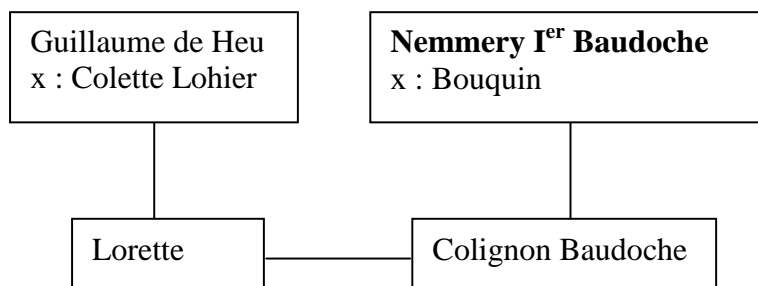 Guillaume de Heu
x : Colette Lohier
Nemmery Iᵉʳ Baudoche
x : Bouquin
Lorette
Colignon Baudoche